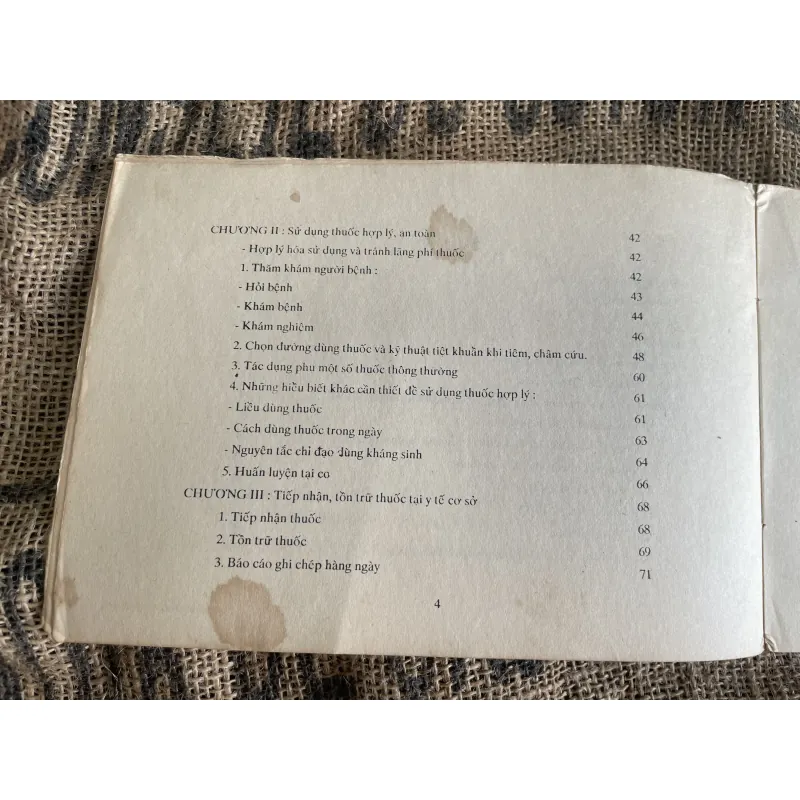 CHƯƠNG II : Sử dụng thuốc hợp lý, an toàn 42
- Hợp lý hóa sử dụng và tránh lãng phí thuốc 42
1. Thăm khám người bệnh : 42
- Hỏi bệnh 43
- Khám bệnh 44
- Khám nghiệm 46
2. Chọn đường dùng thuốc và kỹ thuật tiệt khuẩn khi tiêm, châm cứu. 48
3. Tác dụng phu một số thuốc thông thường 60
4. Những hiểu biết khác cần thiết để sử dụng thuốc hợp lý : 61
- Liều dùng thuốc 61
- Cách dùng thuốc trong ngày 63
- Nguyên tắc chỉ đạo dùng kháng sinh 64
5. Huấn luyện tại co 66
CHƯƠNG III : Tiếp nhận, tồn trữ thuốc tại y tế cơ sở 68
1. Tiếp nhận thuốc 68
2. Tồn trữ thuốc 69
3. Báo cáo ghi chép hàng ngày 71
4